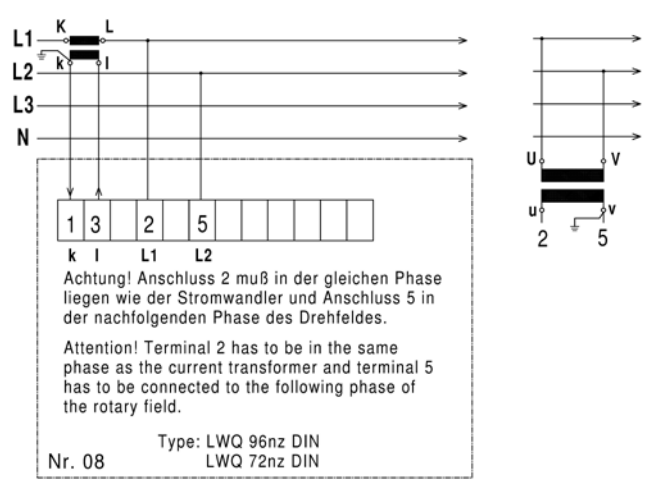 K L
L1
k l
L2
L3
N
U V
u v
2 5
1 3 2 5
k l L1 L2
Achtung! Anschluss 2 muß in der gleichen Phase
liegen wie der Stromwandler und Anschluss 5 in
der nachfolgenden Phase des Drehfeldes.
Attention! Terminal 2 has to be in the same
phase as the current transformer and terminal 5
has to be connected to the following phase of
the rotary field.
Type: LWQ 96nz DIN
Nr. 08 LWQ 72nz DIN